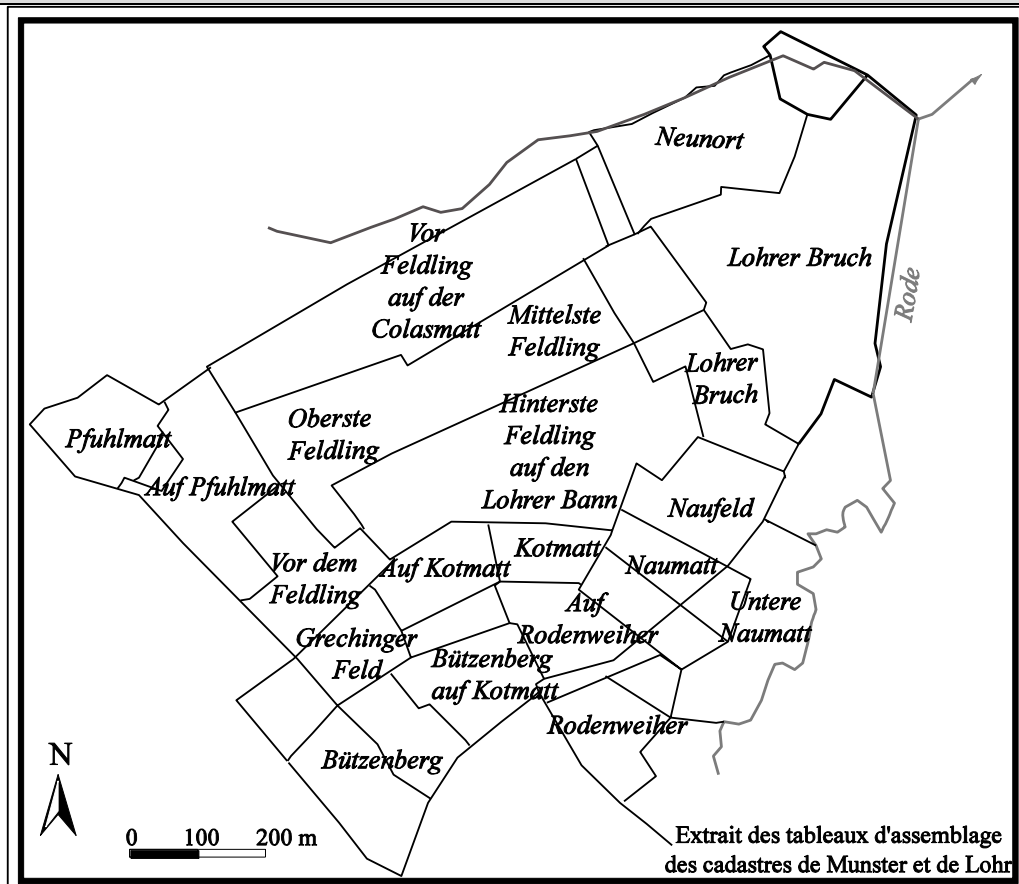 Neunort
Vor
Feldling
auf der
Colasmatt
Lohrer Bruch
Rode
Mittelste
Feldling
Lohrer
Bruch
Oberste
Feldling
Hinterste
Feldling
auf den
Lohrer Bann
Pfuhlmatt
Auf Pfuhlmatt
Naufeld
Vor dem
Feldling
Auf Kotmatt
Kotmatt
Naumatt
Untere
Naumatt
Auf
Rodenweiher
Grechinger
Feld
Bützenberg
auf Kotmatt
Rodenweiher
Bützenberg
N
0 100 200 m
Extrait des tableaux d'assemblage
des cadastres de Munster et de Lohr